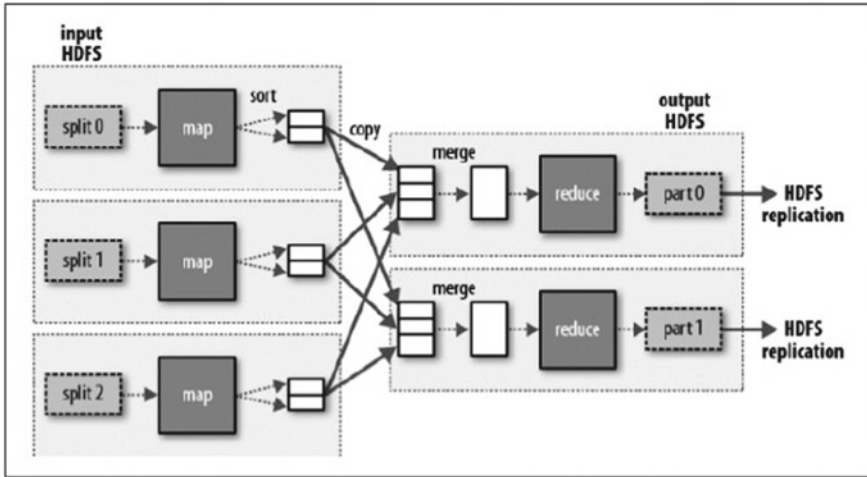 input
HDFS
split 0
map
sort
copy
split 1
map
split 2
map
output
HDFS
merge
reduce
part 0
HDFS
replication
merge
reduce
part 1
HDFS
replication